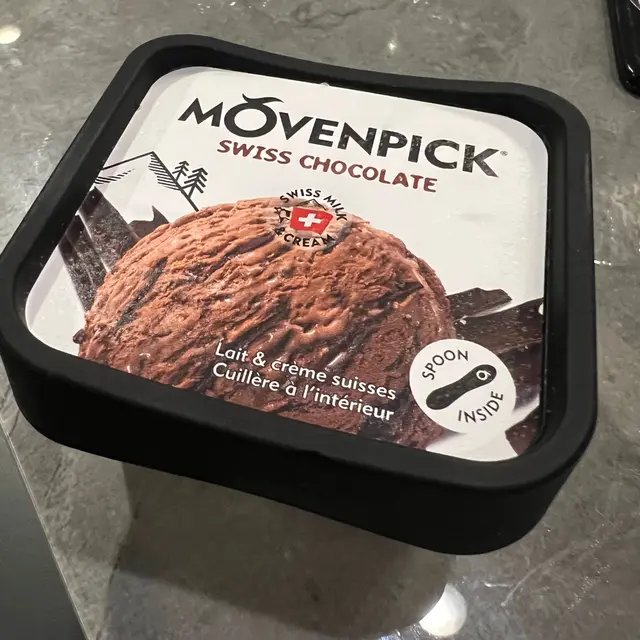 MÖVENPICK®
SWISS CHOCOLATE
SWISS MILK
& CREAM
Lait & crème suisses
Cuillère à l'intérieur
SPOON
INSIDE